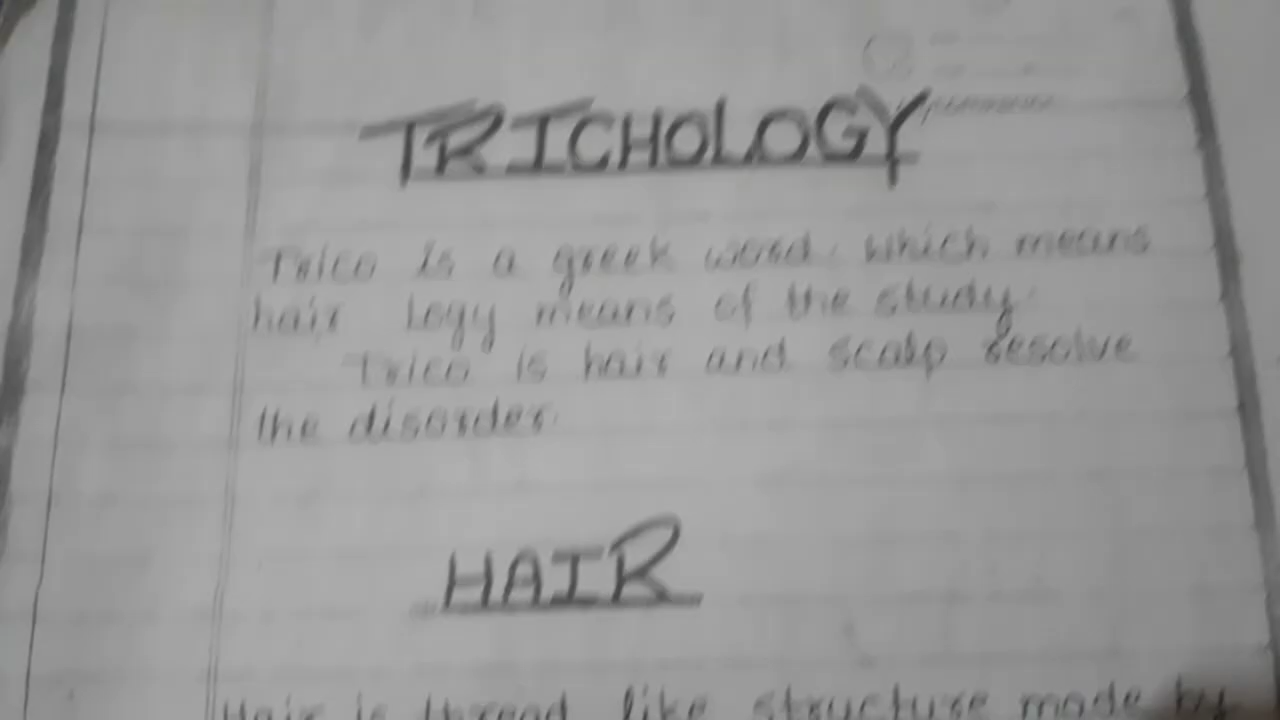 TRICHOLOGY
Trico is a greek word. which means
hair logy means of the study.
Trico is hair and scalp resolve
the disorder.
HAIR
Hair is thread like structure made by